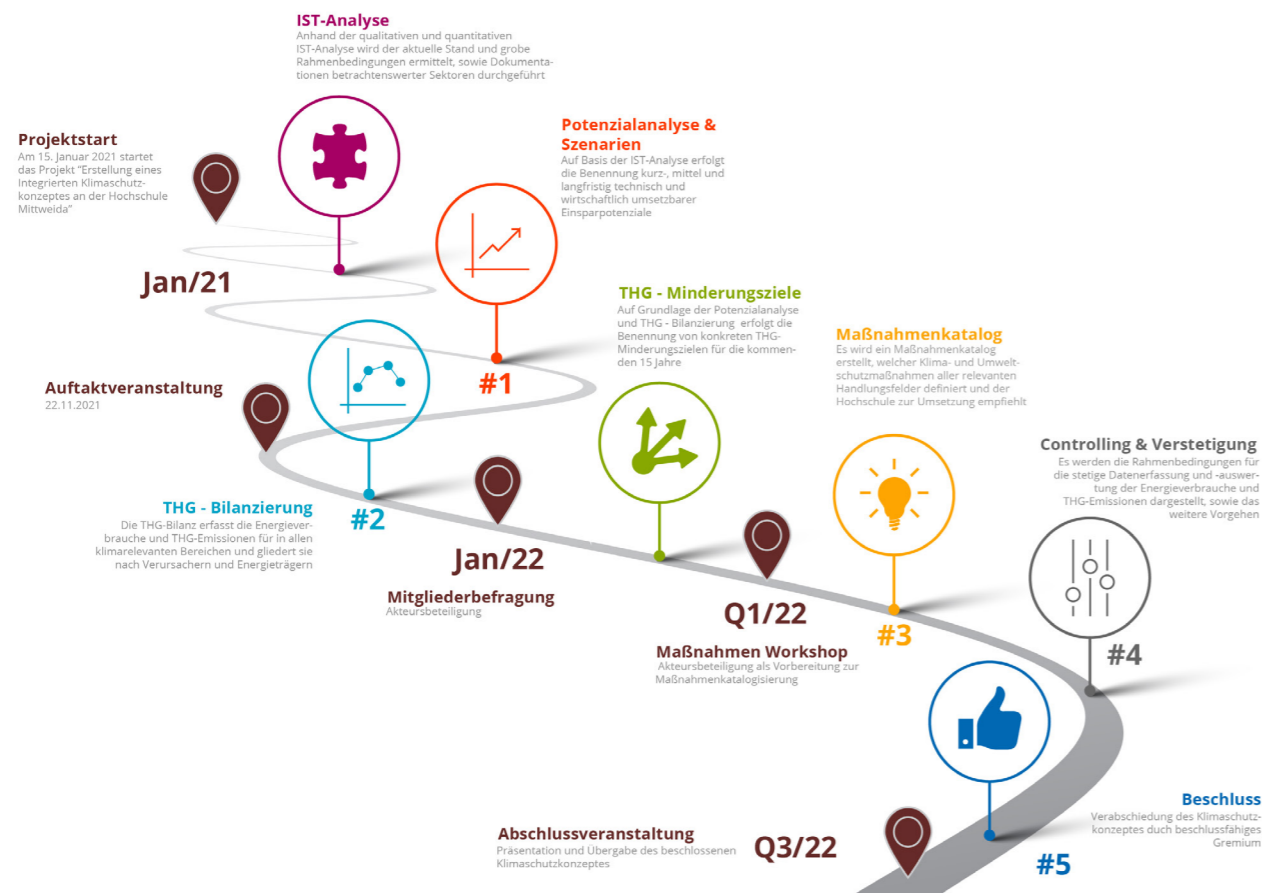 IST-Analyse
Anhand der qualitativen und quantitativen
IST-Analyse wird der aktuelle Stand und grobe
Rahmenbedingungen ermittelt, sowie Dokumenta-
tionen betrachtenswerter Sektoren durchgeführt
Projektstart
Am 15. Januar 2021 startet
das Projekt "Erstellung eines
Integrierten Klimaschutz-
konzeptes an der Hochschule
Mittweida"
Jan/21
Potenzialanalyse &
Szenarien
Auf Basis der IST-Analyse erfolgt
die Benennung kurz-, mittel und
langfristig technisch und
wirtschaftlich umsetzbarer
Einsparpotenziale
#1
Auftaktveranstaltung
22.11.2021
THG - Bilanzierung
Die THG-Bilanz erfasst die Energiever-
brauche und THG-Emissionen für in allen
klimarelevanten Bereichen und gliedert sie
nach Verursachern und Energieträgern
#2
Jan/22
Mitgliederbefragung
Akteursbeteiligung
THG - Minderungsziele
Auf Grundlage der Potenzialanalyse
und THG - Bilanzierung erfolgt die
Benennung von konkreten THG-
Minderungszielen für die kommen-
den 15 Jahre
Q1/22
Maßnahmen Workshop
Akteursbeteiligung als Vorbereitung zur
Maßnahmenkatalogisierung
Maßnahmenkatalog
Es wird ein Maßnahmenkatalog
erstellt, welcher Klima- und Umwelt-
schutzmaßnahmen aller relevanten
Handlungsfelder definiert und der
Hochschule zur Umsetzung empfiehlt
#3
Controlling & Verstetigung
Es werden die Rahmenbedingungen für
die stetige Datenerfassung und -auswer-
tung der Energieverbrauche und
THG-Emissionen dargestellt, sowie das
weitere Vorgehen
#4
Beschluss
Verabschiedung des Klimaschutz-
konzeptes duch beschlussfähiges
Gremium
#5
Abschlussveranstaltung
Präsentation und Übergabe des beschlossenen
Klimaschutzkonzeptes
Q3/22